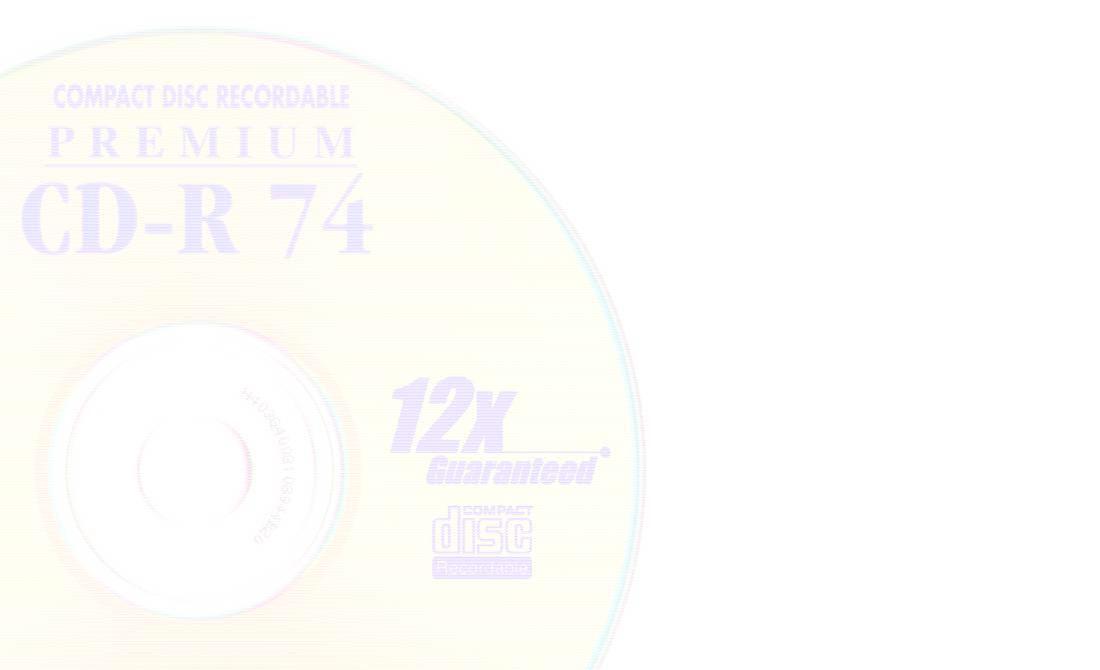 COMPACT DISC RECORDABLE
PREMIUM
CD-R 74
12x
Guaranteed
COMPACT
disc
Recordable